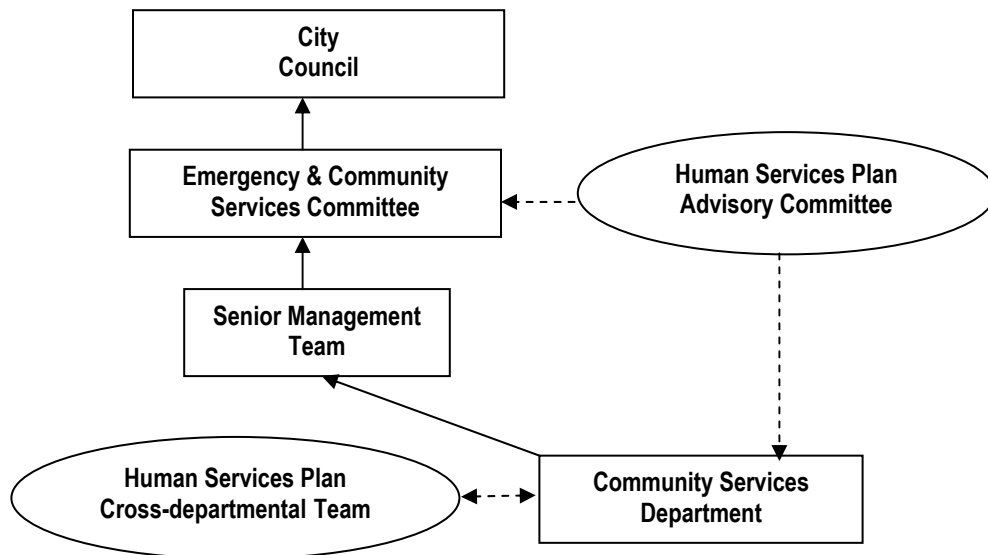 City
Council
Emergency & Community
Services Committee
Human Services Plan
Advisory Committee
Senior Management
Team
Human Services Plan
Cross-departmental Team
Community Services
Department